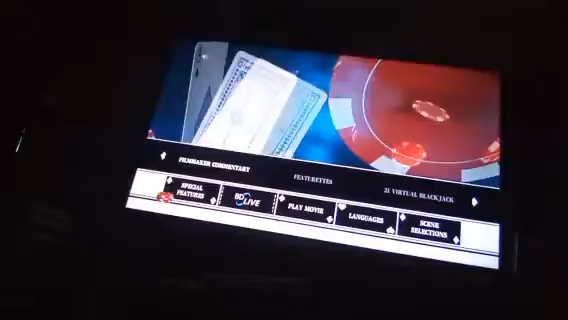 FILMMAKER COMMENTARY
FEATURETTES
21 VIRTUAL BLACKJACK
SPECIAL
FEATURES
BD LIVE
PLAY MOVIE
LANGUAGES
SCENE
SELECTIONS